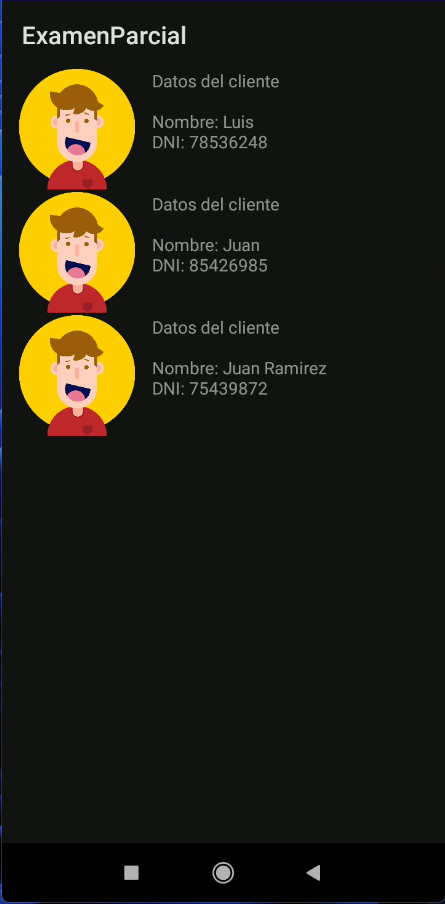 ExamenParcial
Datos del cliente
Nombre: Luis
DNI: 78536248
Datos del cliente
Nombre: Juan
DNI: 85426985
Datos del cliente
Nombre: Juan Ramirez
DNI: 75439872